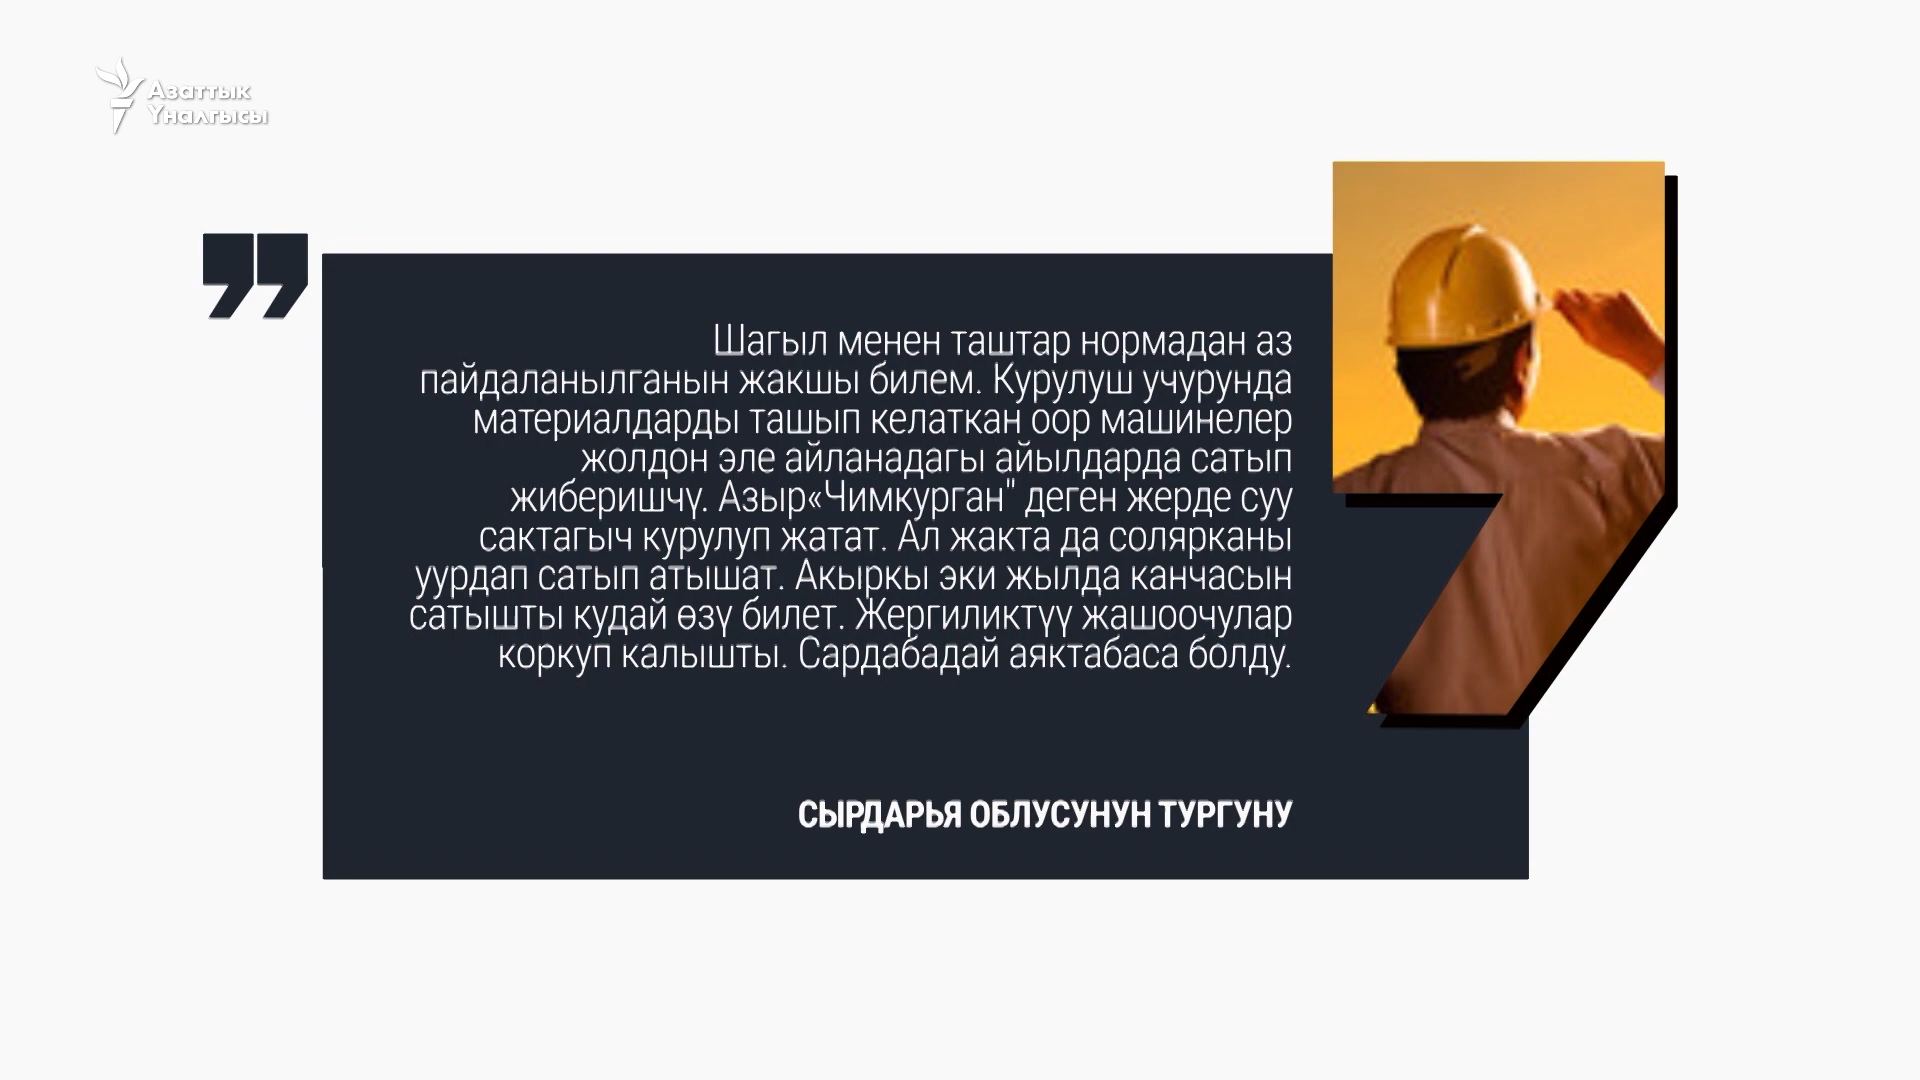 Азаттык
Үналгысы
Шагыл менен таштар нормадан аз
пайдаланылганын жакшы билем. Курулуш учурунда
материалдарды ташып келаткан оор машинелер
жолдон эле айланадагы айылдарда сатып
жиберишчү. Азыр«Чимкурган" деген жерде суу
сактагыч курулуп жатат. Ал жакта да солярканы
уурдап сатып атышат. Акыркы эки жылда канчасын
сатышты кудай өзү билет. Жергиликтүү жашоочулар
коркуп калышты. Сардабадай аяктабаса болду.
СЫРДАРЬЯ ОБЛУСУНУН ТУРГУНУ